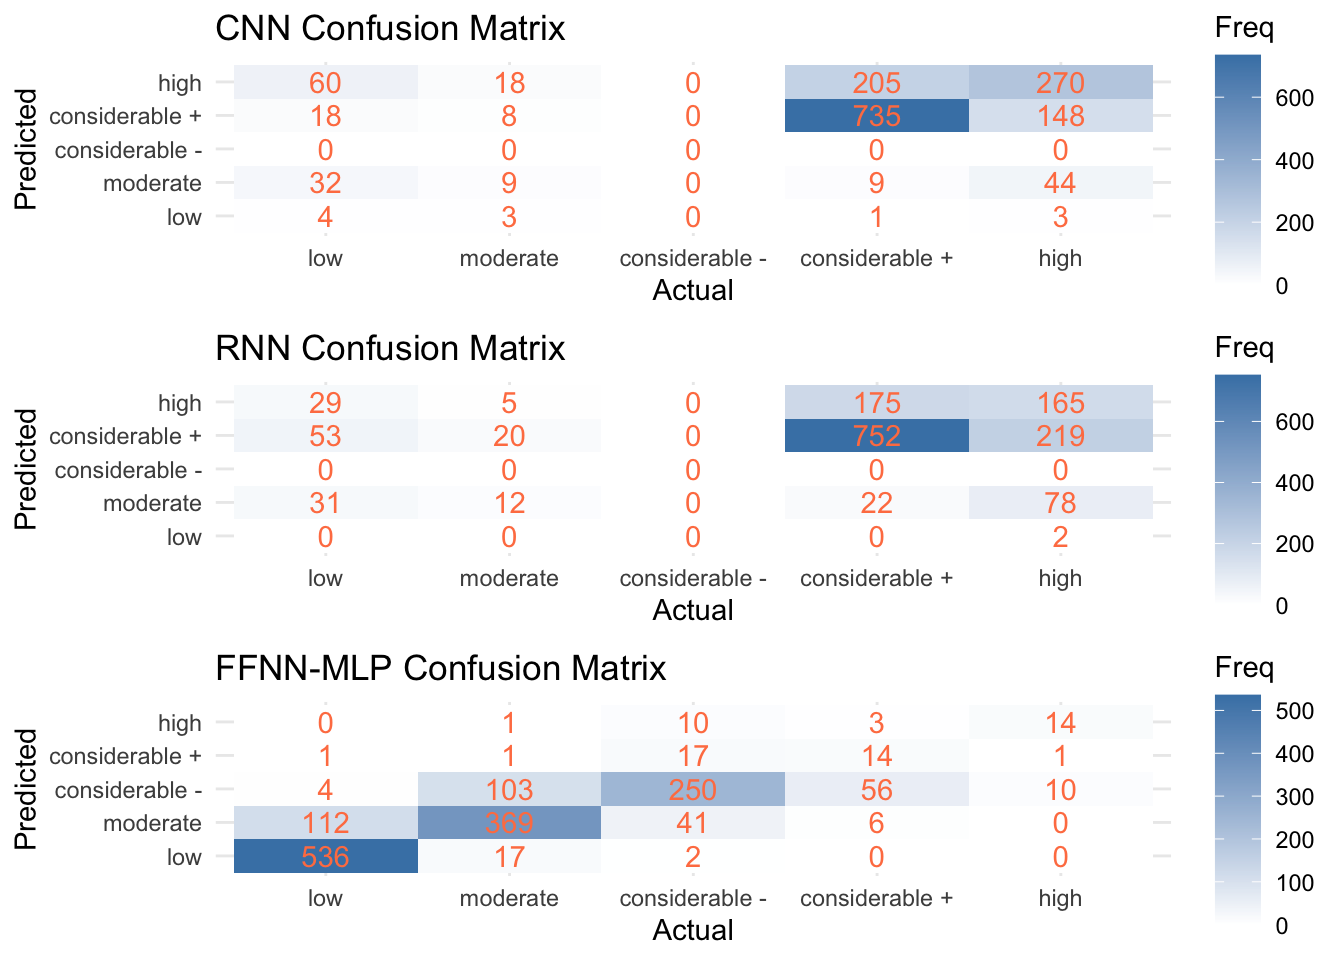 CNN Confusion Matrix
Freq
Predicted
high 60 18 0 205 270
considerable + 18 8 0 735 148
considerable - 0 0 0 0 0
moderate 32 9 0 9 44
low 4 3 0 1 3
low moderate considerable - considerable + high
Actual
600
400
200
0
RNN Confusion Matrix
Freq
Predicted
high 29 5 0 175 165
considerable + 53 20 0 752 219
considerable - 0 0 0 0 0
moderate 31 12 0 22 78
low 0 0 0 0 2
low moderate considerable - considerable + high
Actual
600
400
200
0
FFNN-MLP Confusion Matrix
Freq
Predicted
high 0 1 10 3 14
considerable + 1 1 17 14 1
considerable - 4 103 250 56 10
moderate 112 369 41 6 0
low 536 17 2 0 0
low moderate considerable - considerable + high
Actual
500
400
300
200
100
0